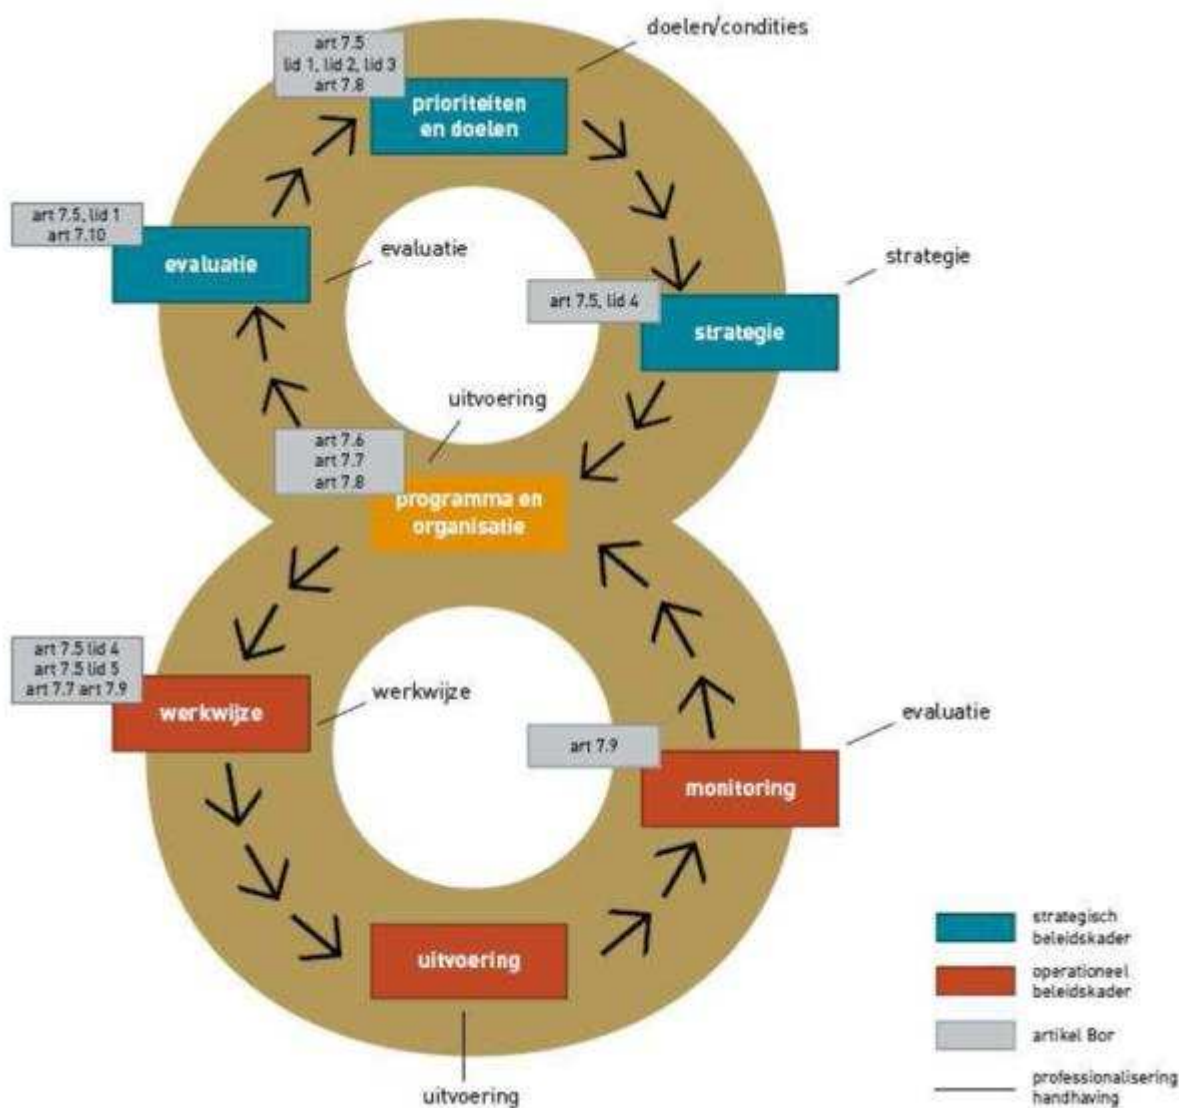 doelen/condities
art 7.5
lid 1, lid 2, lid 3
art 7.8
prioriteiten
en doelen
art 7.5, lid 1
art 7.10
evaluatie
evaluatie
strategie
art 7.5, lid 4
strategie
uitvoering
art 7.6
art 7.7
art 7.8
programma en
organisatie
art 7.5 lid 4
art 7.5 lid 5
art 7.7 art 7.9
werkwijze
werkwijze
evaluatie
art 7.9
monitoring
uitvoering
uitvoering
strategisch
beleidskader
operationeel
beleidskader
artikel Bor
professionalisering
handhaving